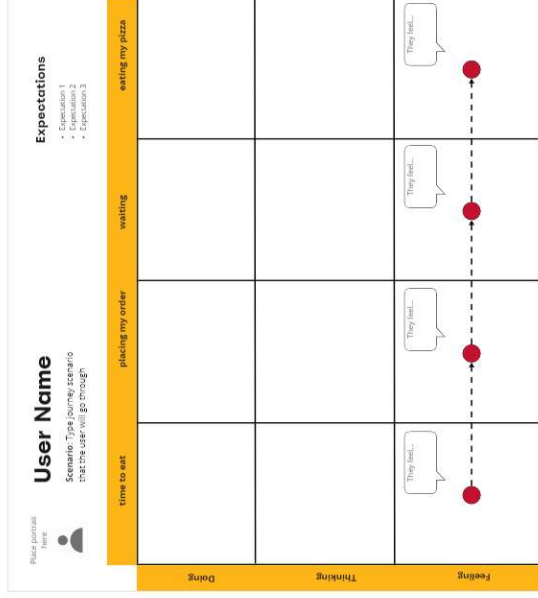 Place portrait
here
User Name
Scenario: Type journey scenario
that the user will go through
Expectations
• Expectation 1
• Expectation 2
• Expectation 3
time to eat
placing my order
waiting
eating my pizza
Doing
Thinking
Feeling
They feel...
They feel...
They feel...
They feel...